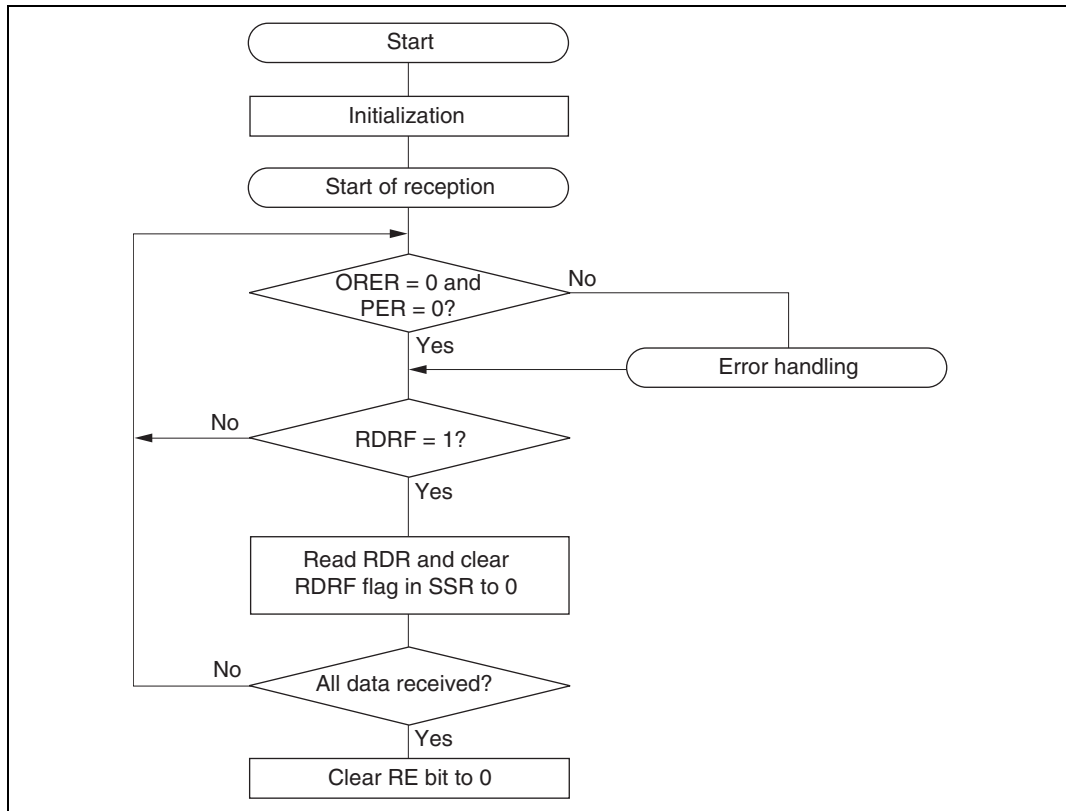 Start
Initialization
Start of reception
ORER = 0 and
PER = 0?
No
Yes
Error handling
No
RDRF = 1?
Yes
Read RDR and clear
RDRF flag in SSR to 0
No
All data received?
Yes
Clear RE bit to 0